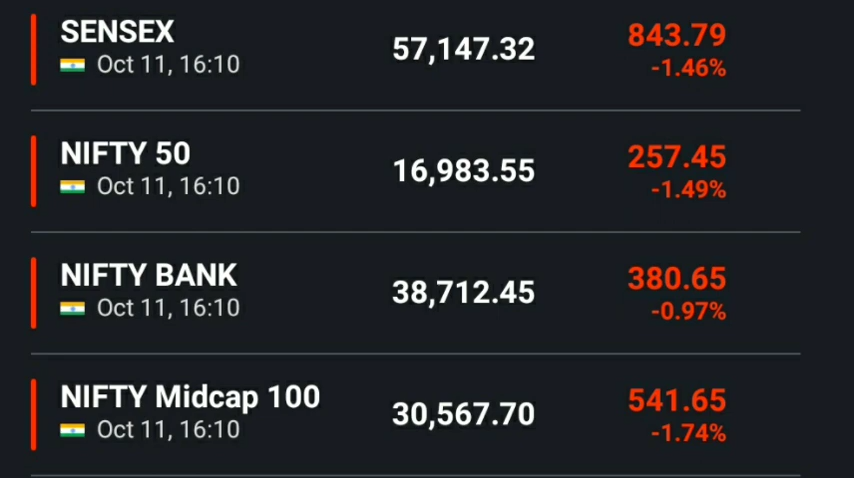 SENSEX
57,147.32
843.79
Oct 11, 16:10
-1.46%
NIFTY 50
16,983.55
257.45
Oct 11, 16:10
-1.49%
NIFTY BANK
38,712.45
380.65
Oct 11, 16:10
-0.97%
NIFTY Midcap 100
30,567.70
541.65
Oct 11, 16:10
-1.74%